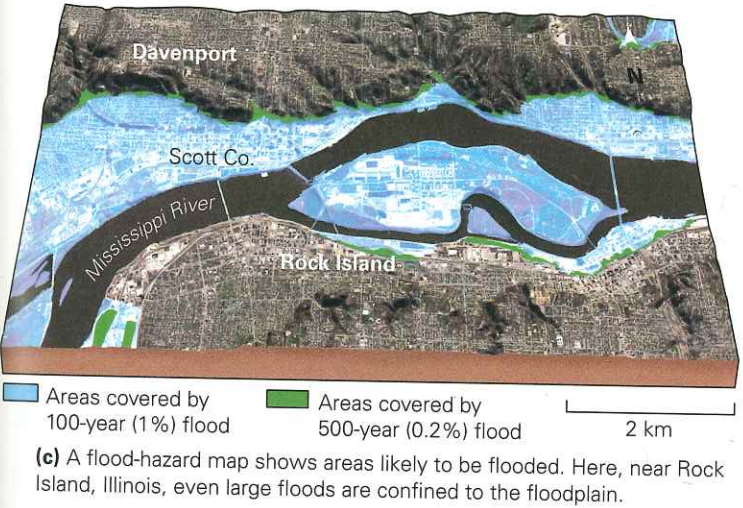 Davenport
N
Scott Co.
Mississippi River
Rock Island
Areas covered by
100-year (1%) flood
Areas covered by
500-year (0.2%) flood
2 km
(c) A flood-hazard map shows areas likely to be flooded. Here, near Rock
Island, Illinois, even large floods are confined to the floodplain.